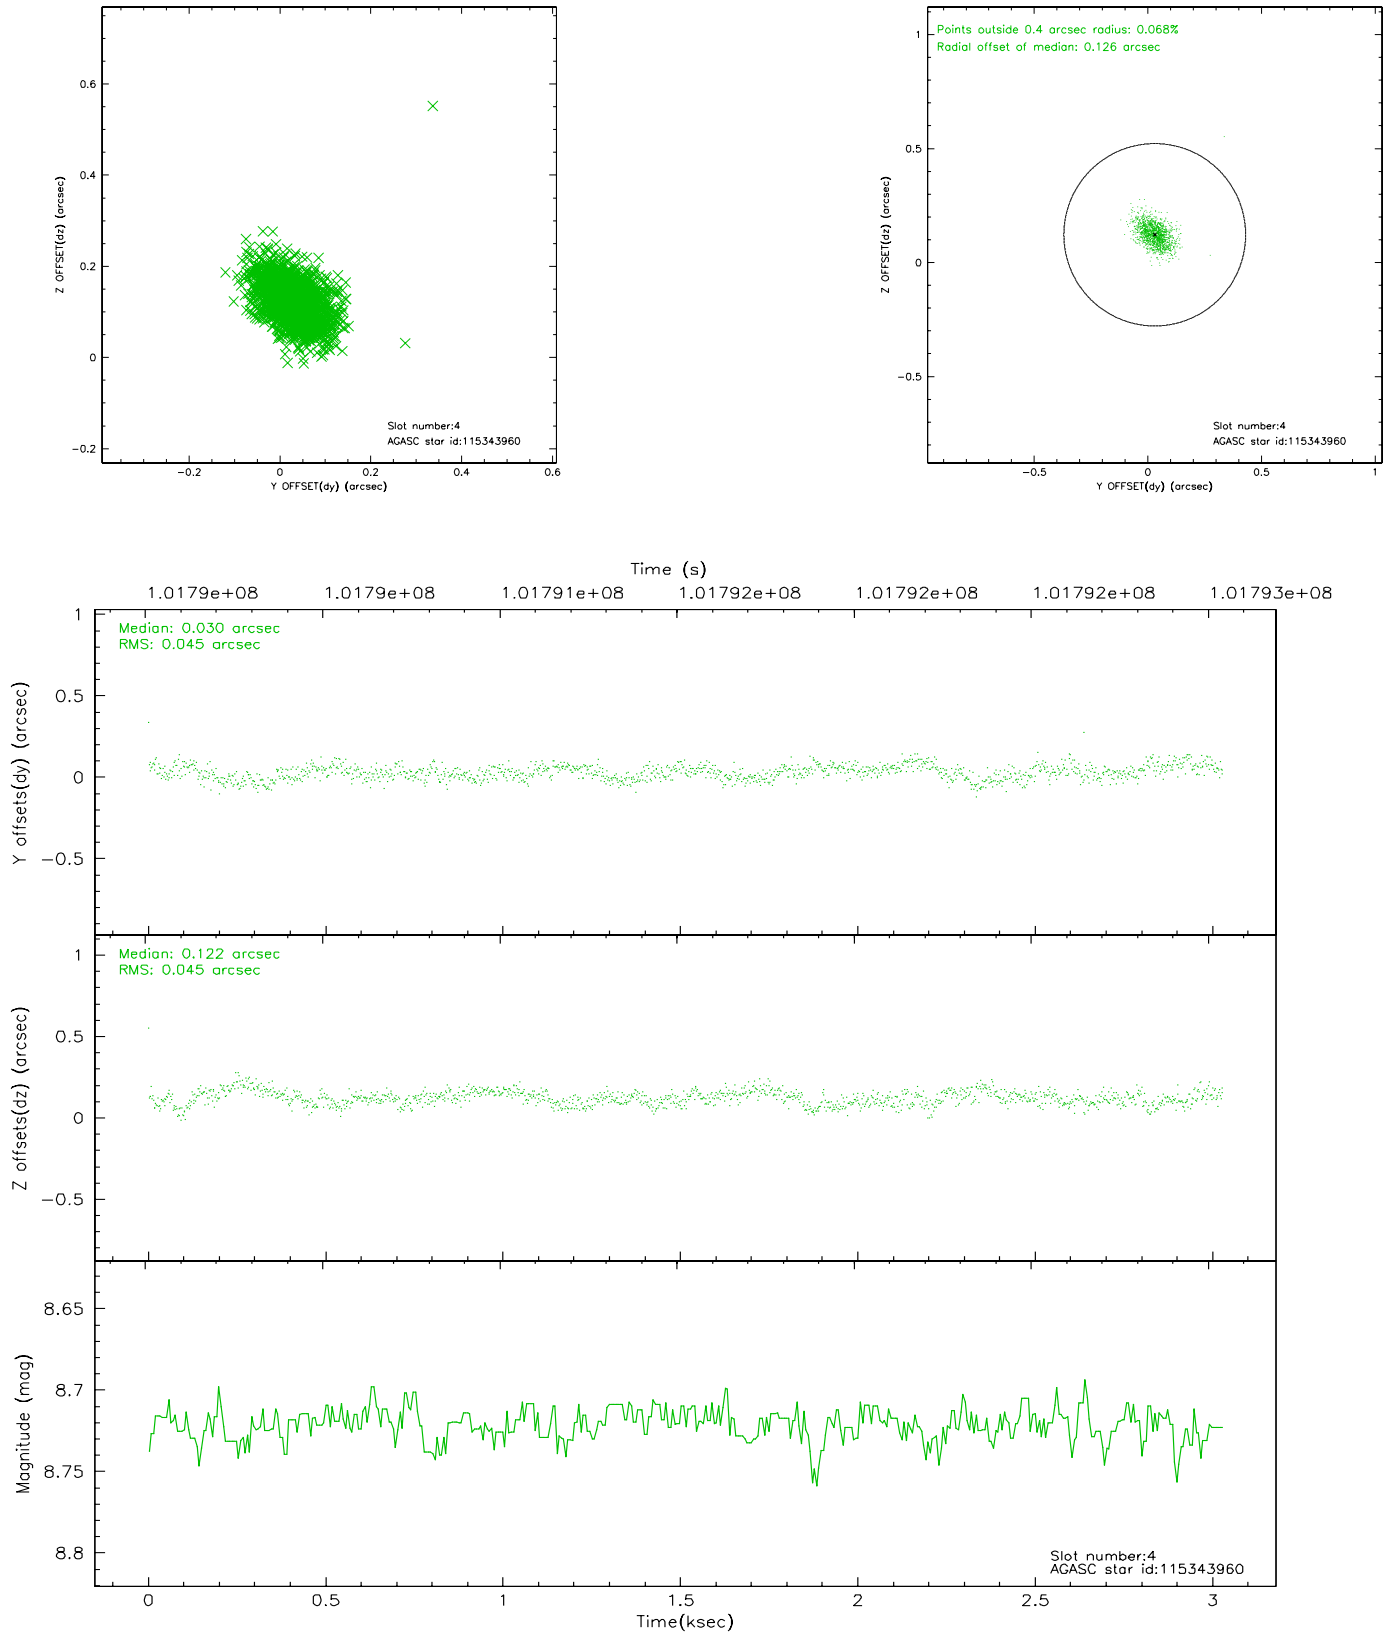 0.6
0.4
0.2
0
−0.2
Z OFFSET(dz) (arcsec)
Slot number:4
AGASC star id:115343960
−0.2 0 0.2 0.4 0.6
Y OFFSET(dy) (arcsec)
Points outside 0.4 arcsec radius: 0.068%
Radial offset of median: 0.126 arcsec
1
0.5
0
−0.5
Z OFFSET(dz) (arcsec)
Slot number:4
AGASC star id:115343960
−0.5 0 0.5 1
Y OFFSET(dy) (arcsec)
Time (s)
1.0179e+08 1.0179e+08 1.01791e+08 1.01792e+08 1.01792e+08 1.01792e+08 1.01793e+08
Median: 0.030 arcsec
RMS: 0.045 arcsec
1
0.5
0
−0.5
Y offsets(dy) (arcsec)
Median: 0.122 arcsec
RMS: 0.045 arcsec
1
0.5
0
−0.5
Z offsets(dz) (arcsec)
8.65
8.7
8.75
8.8
Magnitude (mag)
Slot number:4
AGASC star id:115343960
0 0.5 1 1.5 2 2.5 3
Time(ksec)